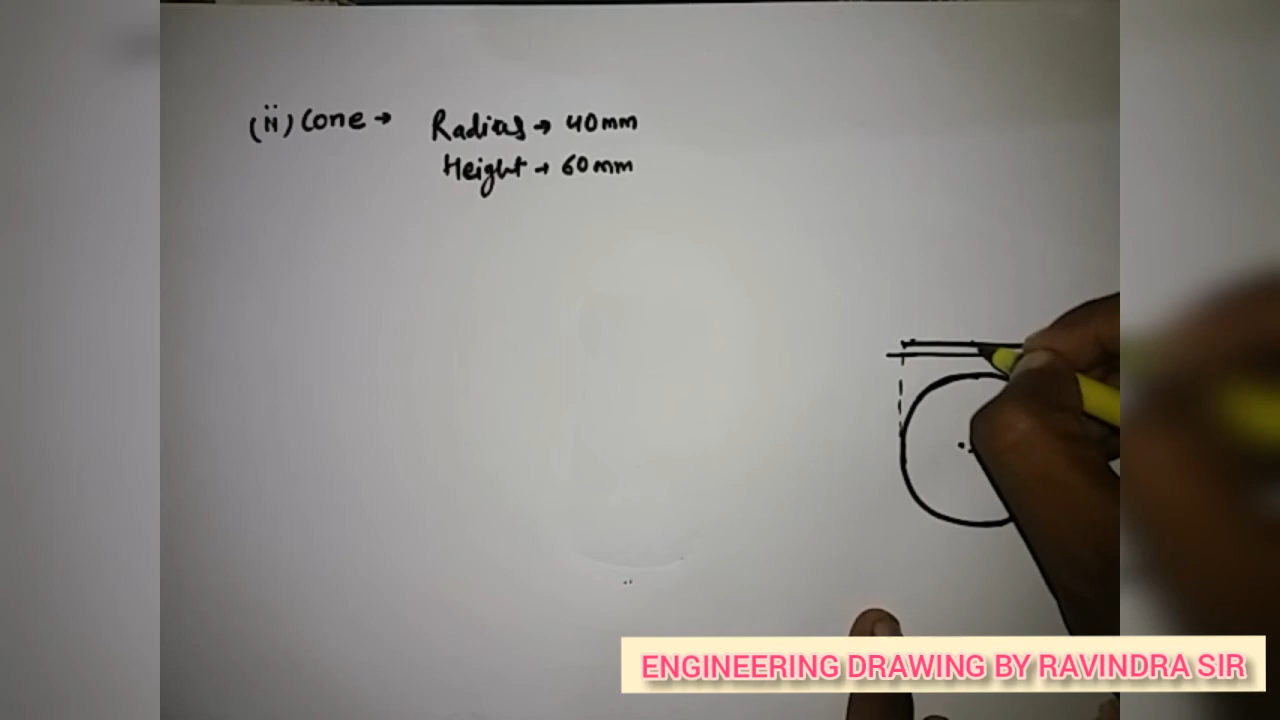 (ii) Cone → Radius → 40mm
Height → 60mm
ENGINEERING DRAWING BY RAVINDRA SIR